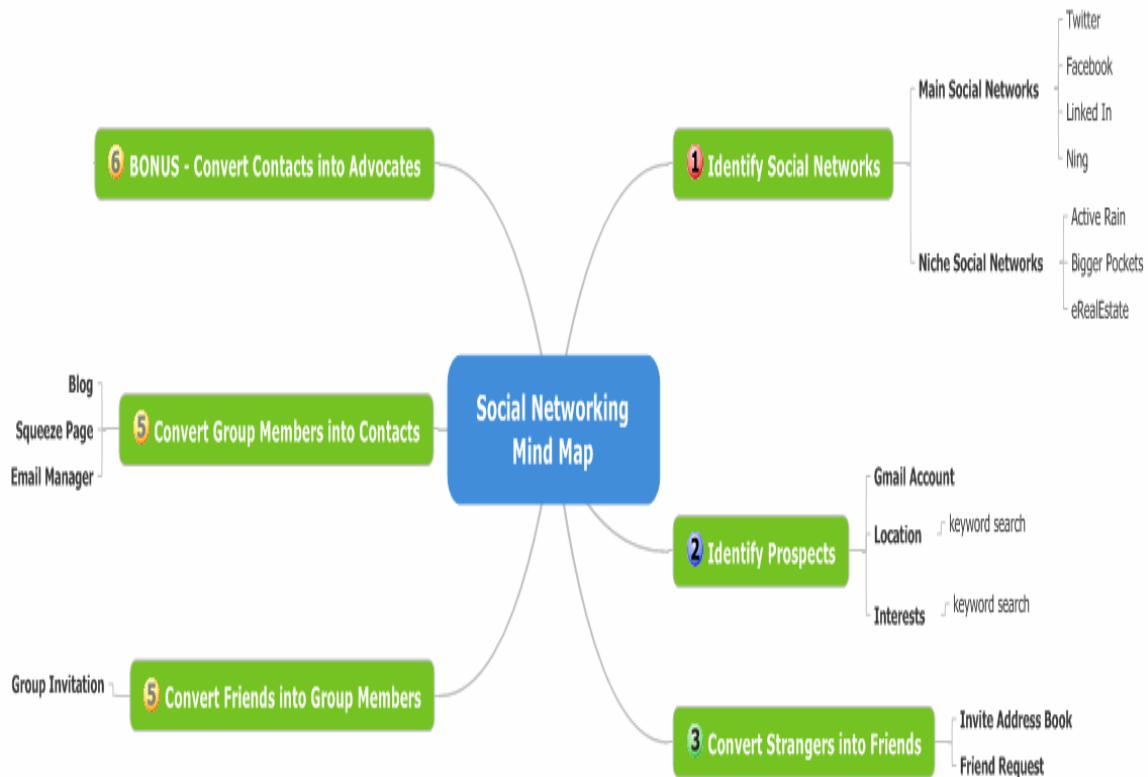 Social Networking
Mind Map
1 Identify Social Networks
Main Social Networks
Twitter
Facebook
Linked In
Ning
Niche Social Networks
Active Rain
Bigger Pockets
eRealEstate
2 Identify Prospects
Gmail Account
Location
keyword search
Interests
keyword search
3 Convert Strangers into Friends
Invite Address Book
Friend Request
5 Convert Friends into Group Members
Group Invitation
5 Convert Group Members into Contacts
Blog
Squeeze Page
Email Manager
6 BONUS - Convert Contacts into Advocates